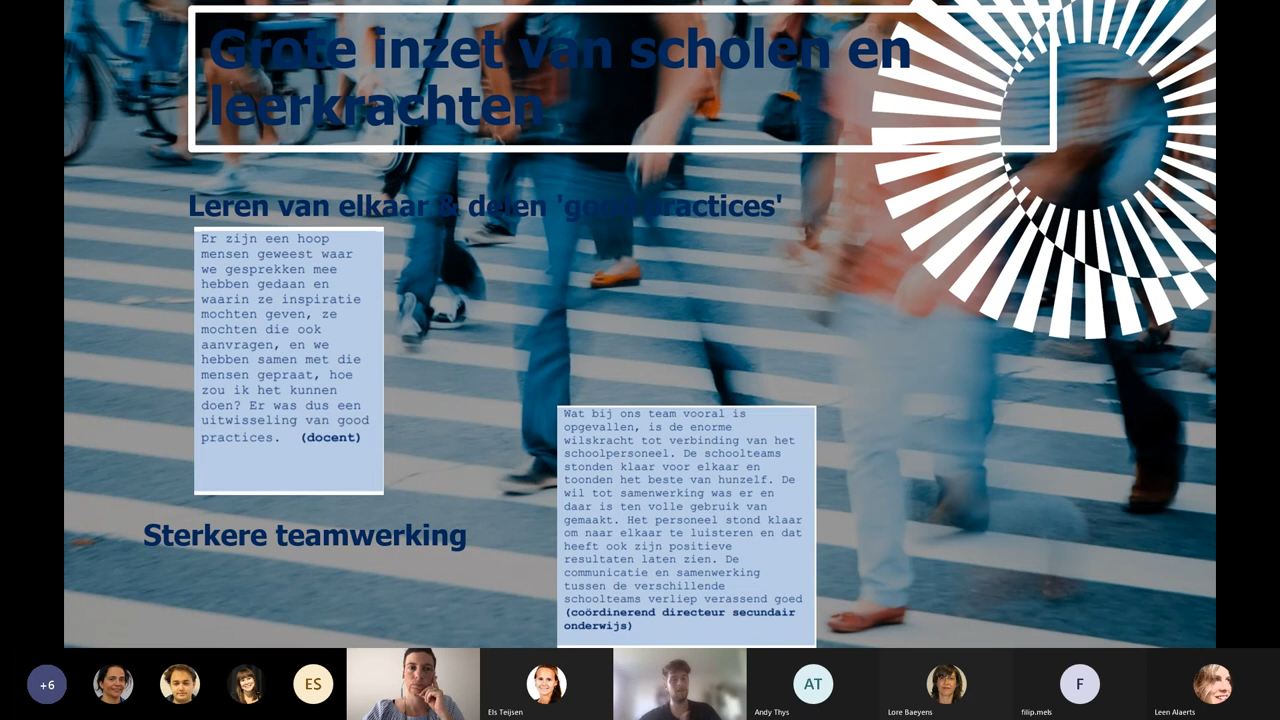 Grote inzet van scholen en
leerkrachten
Leren van elkaar & delen 'good practices'
Er zijn een hoop
mensen geweest waar
we gesprekken mee
hebben gedaan en
waarin ze inspiratie
mochten geven, ze
mochten die ook
aanvragen, en we
hebben samen met die
mensen gepraat, hoe
zou ik het kunnen
doen? Er was dus een
uitwisseling van good
practices. (docent)
Sterkere teamwerking
Wat bij ons team vooral is
opgevallen, is de enorme
wilskracht tot verbinding van het
schoolpersoneel. De schoolteams
stonden klaar voor elkaar en
toonden het beste van hunzelf. De
wil tot samenwerking was er en
daar is ten volle gebruik van
gemaakt. Het personeel stond klaar
om naar elkaar te luisteren en dat
heeft ook zijn positieve
resultaten laten zien. De
communicatie en samenwerking
tussen de verschillende
schoolteams verliep verassend goed
(coördinerend directeur secundair
onderwijs)
+6
ES
Els Teijsen
AT
Andy Thys
Lore Baeyens
F
filip.mels
Leen Alaerts